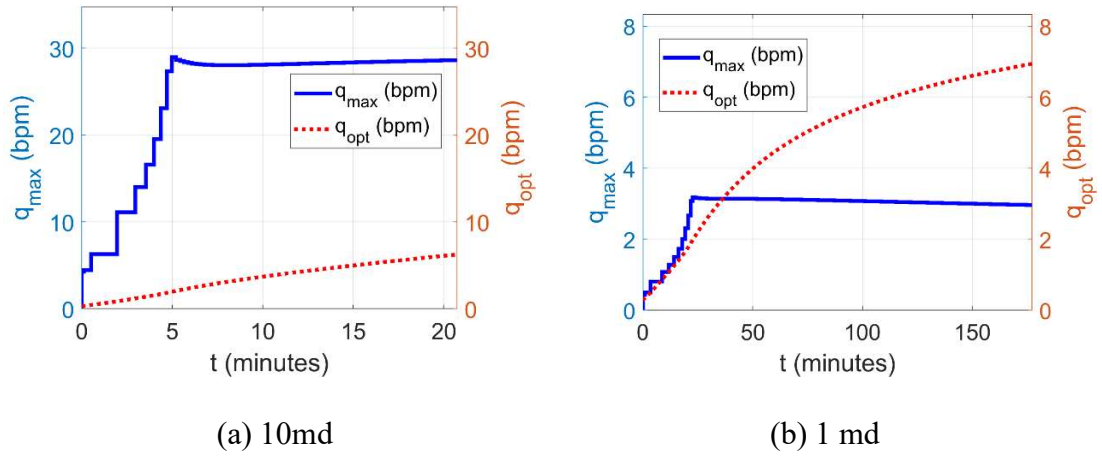 30
20
10
0
q_max (bpm)
30
20
10
0
q_opt (bpm)
q_max (bpm)
q_opt (bpm)
0 5 10 15 20
t (minutes)
(a) 10md
8
6
4
2
0
q_max (bpm)
8
6
4
2
0
q_opt (bpm)
q_max (bpm)
q_opt (bpm)
0 50 100 150
t (minutes)
(b) 1 md